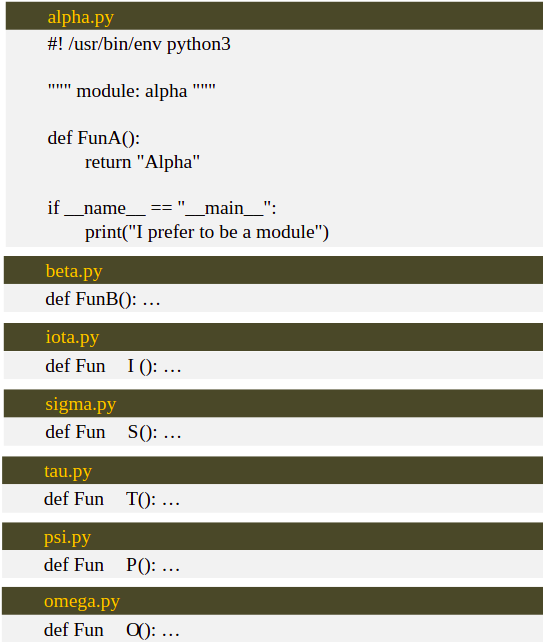 alpha.py
#! /usr/bin/env python3
""" module: alpha """
def FunA():
return "Alpha"
if __name__ == "__main__":
print("I prefer to be a module")
beta.py
def FunB(): …
iota.py
def Fun I (): …
sigma.py
def Fun S(): …
tau.py
def Fun T(): …
psi.py
def Fun P(): …
omega.py
def Fun O(): …